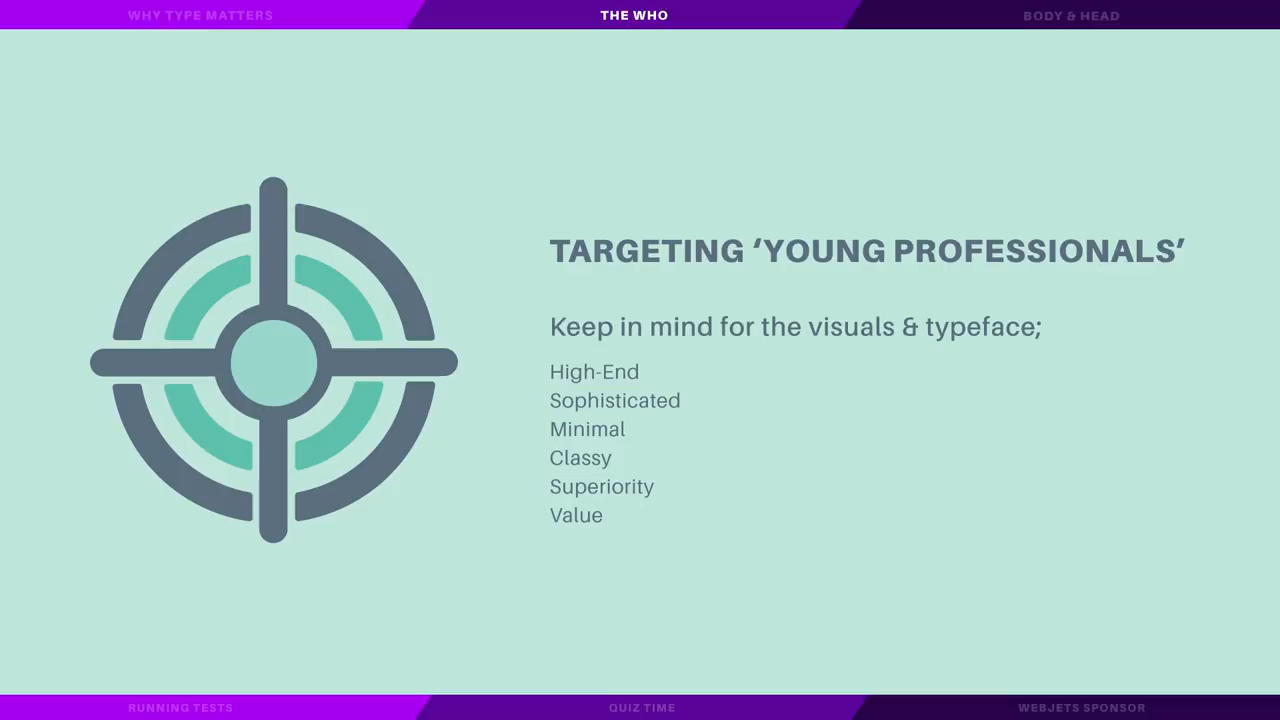 WHY TYPE MATTERS
THE WHO
BODY & HEAD
TARGETING ‘YOUNG PROFESSIONALS’
Keep in mind for the visuals & typeface;
High-End
Sophisticated
Minimal
Classy
Superiority
Value
RUNNING TESTS
QUIZ TIME
WEBJETS SPONSOR